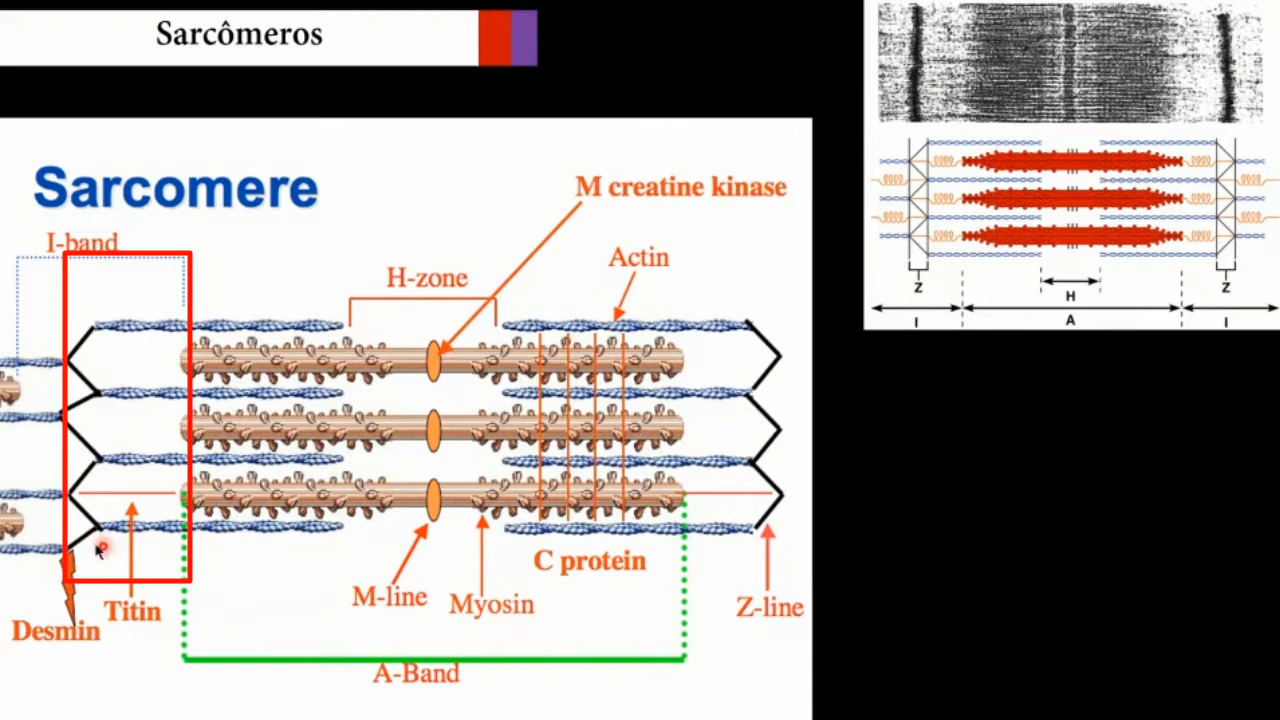 Sarcômeros
Sarcomere
M creatine kinase
I-band
Actin
H-zone
C protein
M-line
Myosin
Z-line
Titin
Desmin
A-Band
Z
Z
H
I
A
I